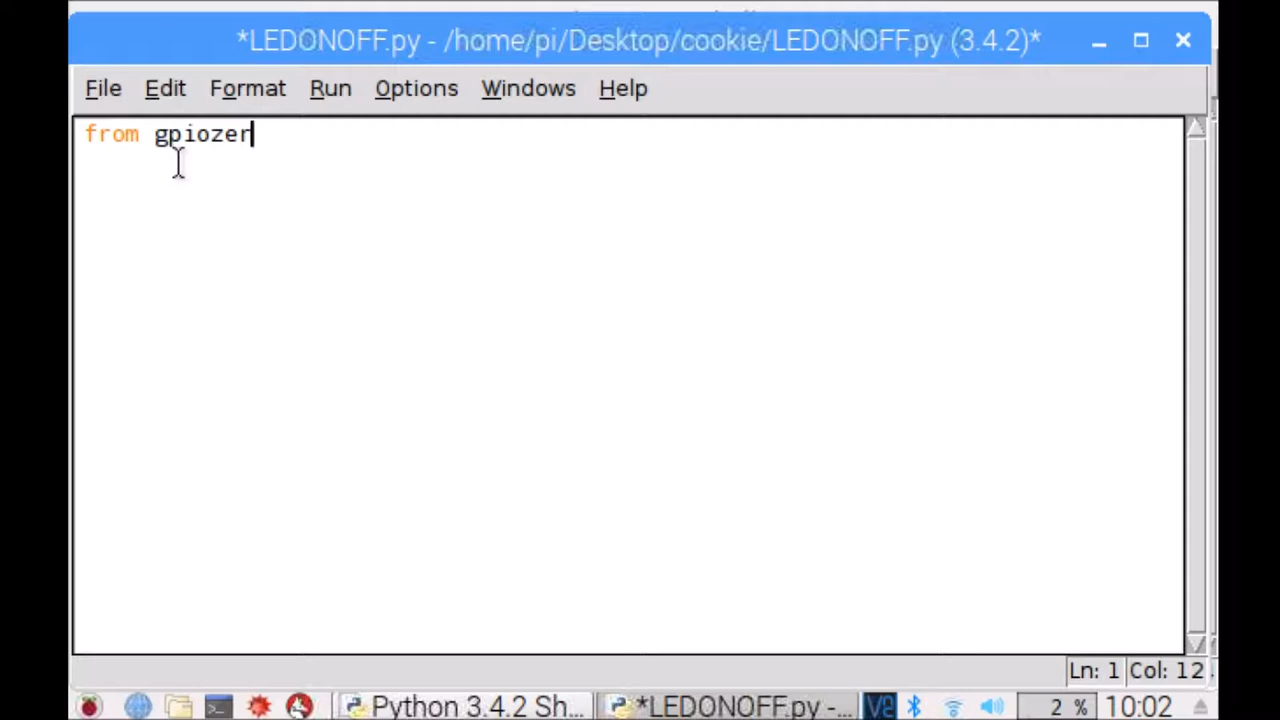 *LEDONOFF.py - /home/pi/Desktop/cookie/LEDONOFF.py (3.4.2)*
File Edit Format Run Options Windows Help
from gpiozer
Ln: 1 Col: 12
Python 3.4.2 Sh... *LEDONOFF.py -... 2 % 10:02